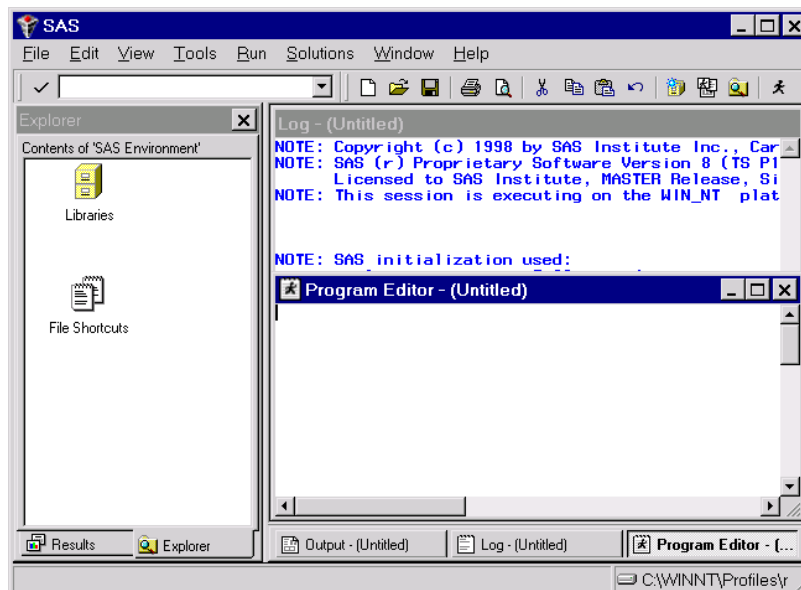 SAS
File Edit View Tools Run Solutions Window Help
Explorer
Contents of 'SAS Environment'
Libraries
File Shortcuts
Log - (Untitled)
NOTE: Copyright (c) 1998 by SAS Institute Inc., Car
NOTE: SAS (r) Proprietary Software Version 8 (TS P1
Licensed to SAS Institute, MASTER Release, Si
NOTE: This session is executing on the WIN_NT plat
NOTE: SAS initialization used:
Program Editor - (Untitled)
Results Explorer
Output - (Untitled) Log - (Untitled) Program Editor - (...
C:\WINNT\Profiles\r